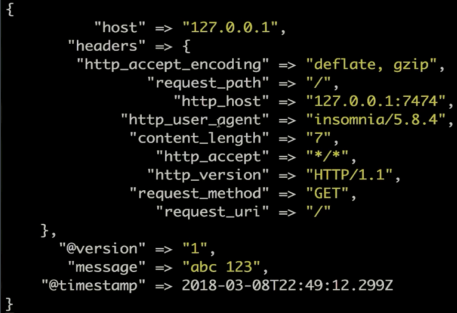 {
"host" => "127.0.0.1",
"headers" => {
"http_accept_encoding" => "deflate, gzip",
"request_path" => "/",
"http_host" => "127.0.0.1:7474",
"http_user_agent" => "insomnia/5.8.4",
"content_length" => "7",
"http_accept" => "*/*",
"http_version" => "HTTP/1.1",
"request_method" => "GET",
"request_uri" => "/"
},
"@version" => "1",
"message" => "abc 123",
"@timestamp" => 2018-03-08T22:49:12.299Z
}